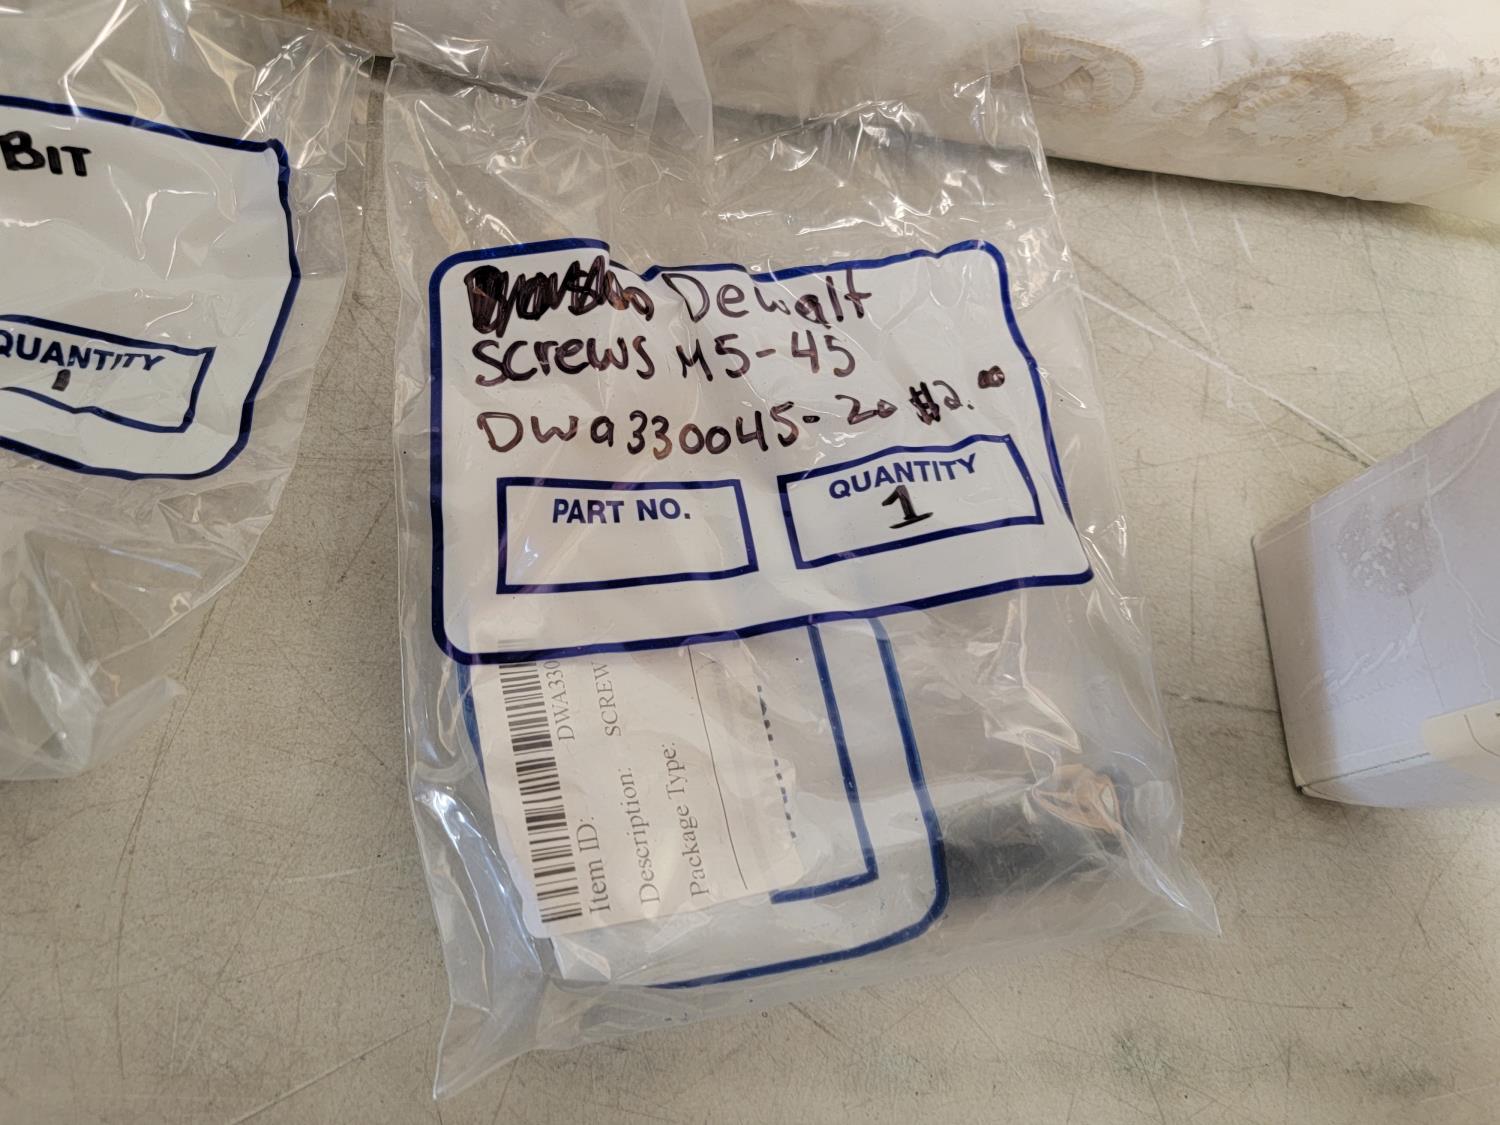 BIT
QUANTITY
1
Dewalt
Screws M5-45
DWA330045-20 $2.00
PART NO.
QUANTITY
1
DWA330
Item ID:
SCREW
Description:
Package Type: